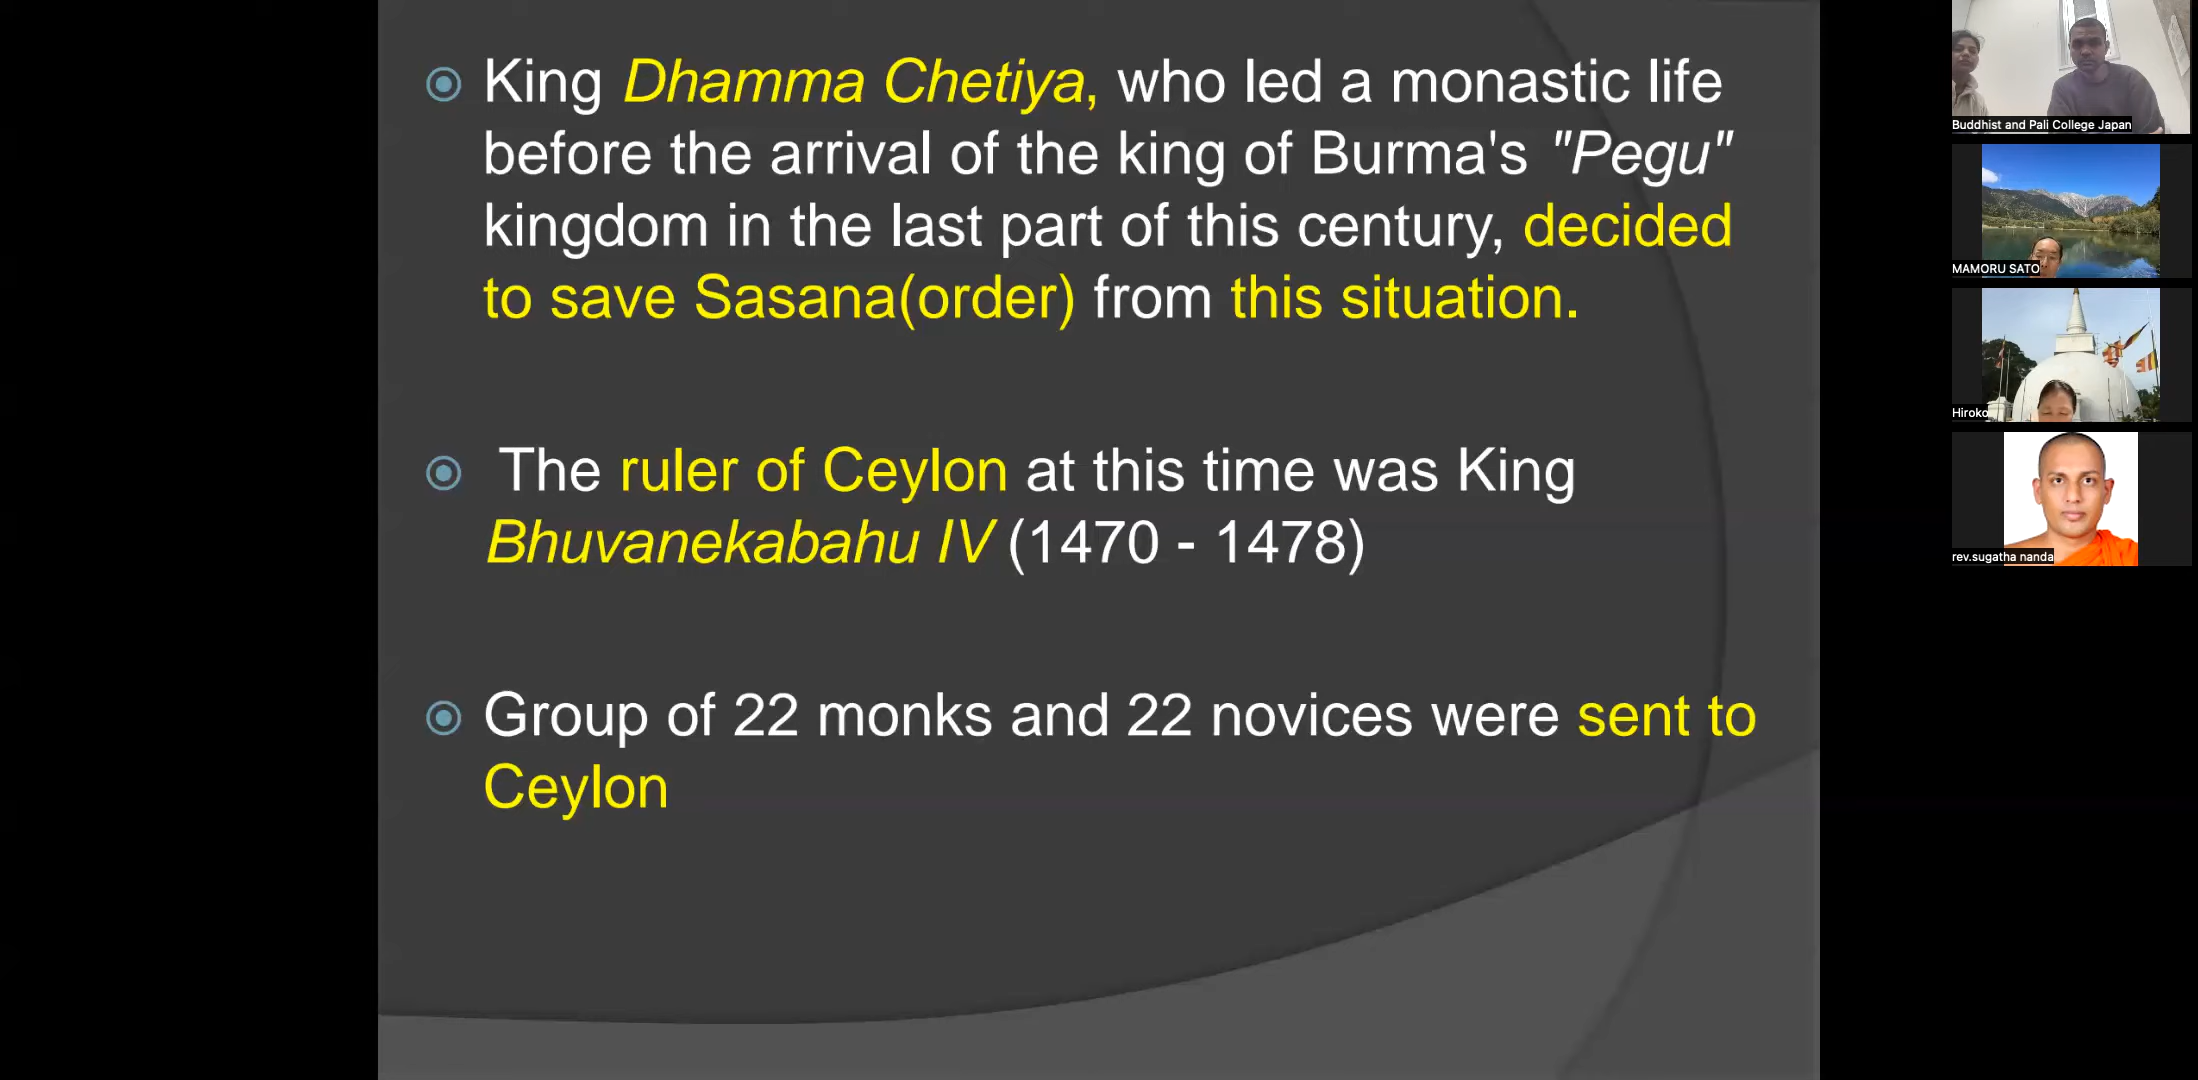 King Dhamma Chetiya, who led a monastic life
before the arrival of the king of Burma's "Pegu"
kingdom in the last part of this century, decided
to save Sasana(order) from this situation.
The ruler of Ceylon at this time was King
Bhuvanekabahu IV (1470 - 1478)
Group of 22 monks and 22 novices were sent to
Ceylon
Buddhist and Pali College Japan
MAMORU SATO
Hiroko
rev.sugatha nanda